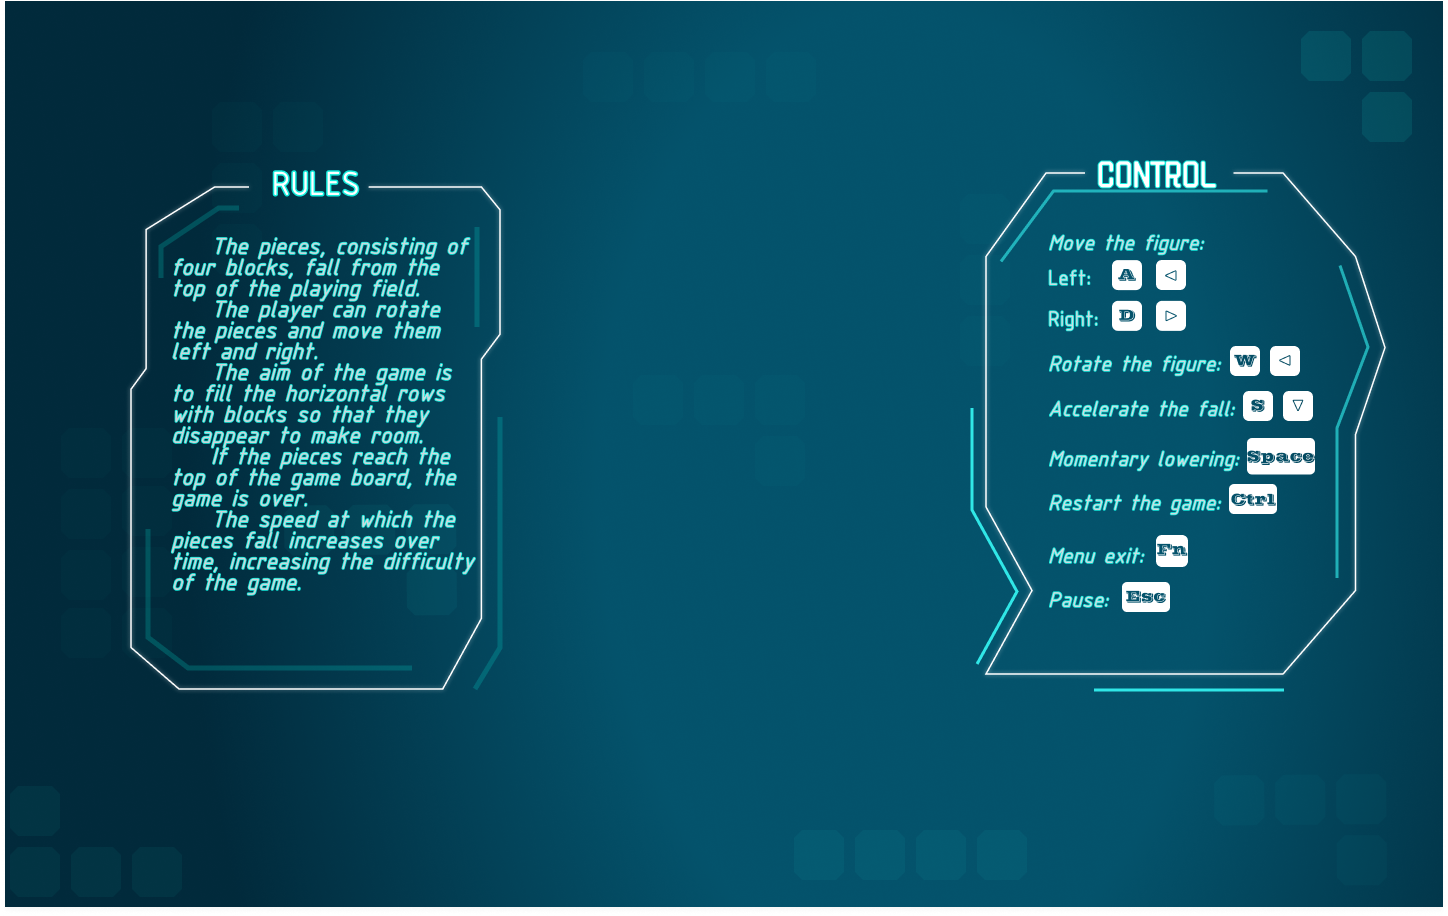 RULES
The pieces, consisting of
four blocks, fall from the
top of the playing field.
The player can rotate
the pieces and move them
left and right.
The aim of the game is
to fill the horizontal rows
with blocks so that they
disappear to make room.
If the pieces reach the
top of the game board, the
game is over.
The speed at which the
pieces fall increases over
time, increasing the difficulty
of the game.
CONTROL
Move the figure:
Left: A ◁
Right: D ▷
Rotate the figure: W ◁
Accelerate the fall: S ▽
Momentary lowering: Space
Restart the game: Ctrl
Menu exit: Fn
Pause: Esc